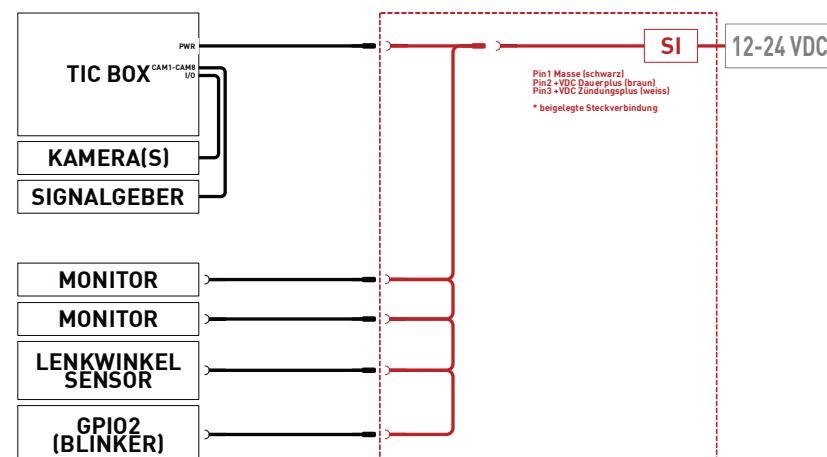 PWR
TIC BOX
CAM1-CAM8
I/O
KAMERA(S)
SIGNALGEBER
MONITOR
MONITOR
LENKWINKEL
SENSOR
GPIO2
(BLINKER)
SI
12-24 VDC
Pin1 Masse (schwarz)
Pin2 +VDC Dauerplus (braun)
Pin3 +VDC Zündungsplus (weiss)
* beigelegte Steckverbindung